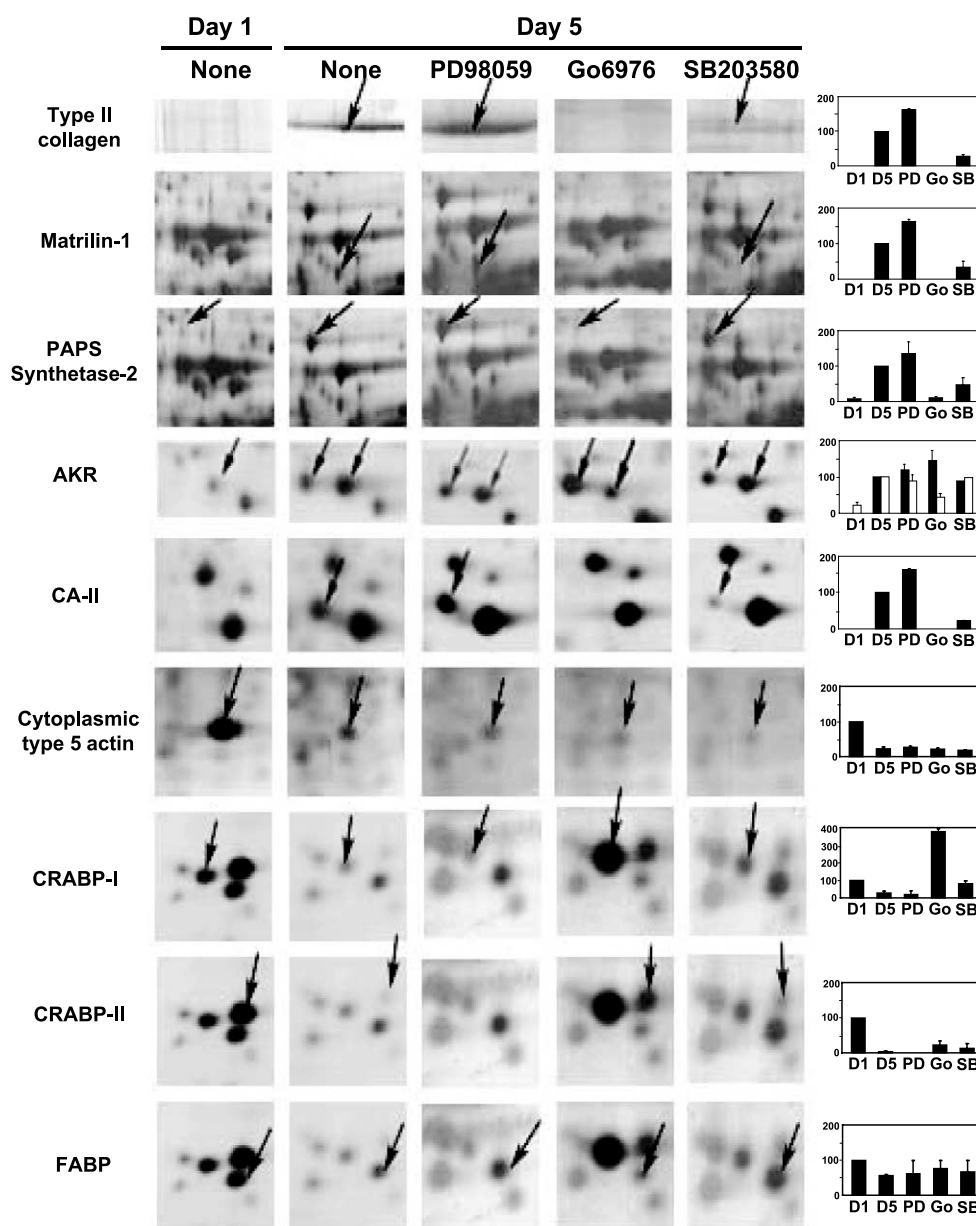 Day 1
Day 5
None
None
PD98059
Go6976
SB203580
Type II
collagen
200
100
0
D1 D5 PD Go SB
Matrilin-1
200
100
0
D1 D5 PD Go SB
PAPS
Synthetase-2
200
100
0
D1 D5 PD Go SB
AKR
200
100
0
D1 D5 PD Go SB
CA-II
200
100
0
D1 D5 PD Go SB
Cytoplasmic
type 5 actin
200
100
0
D1 D5 PD Go SB
CRABP-I
400
300
200
100
0
D1 D5 PD Go SB
CRABP-II
200
100
0
D1 D5 PD Go SB
FABP
200
100
0
D1 D5 PD Go SB